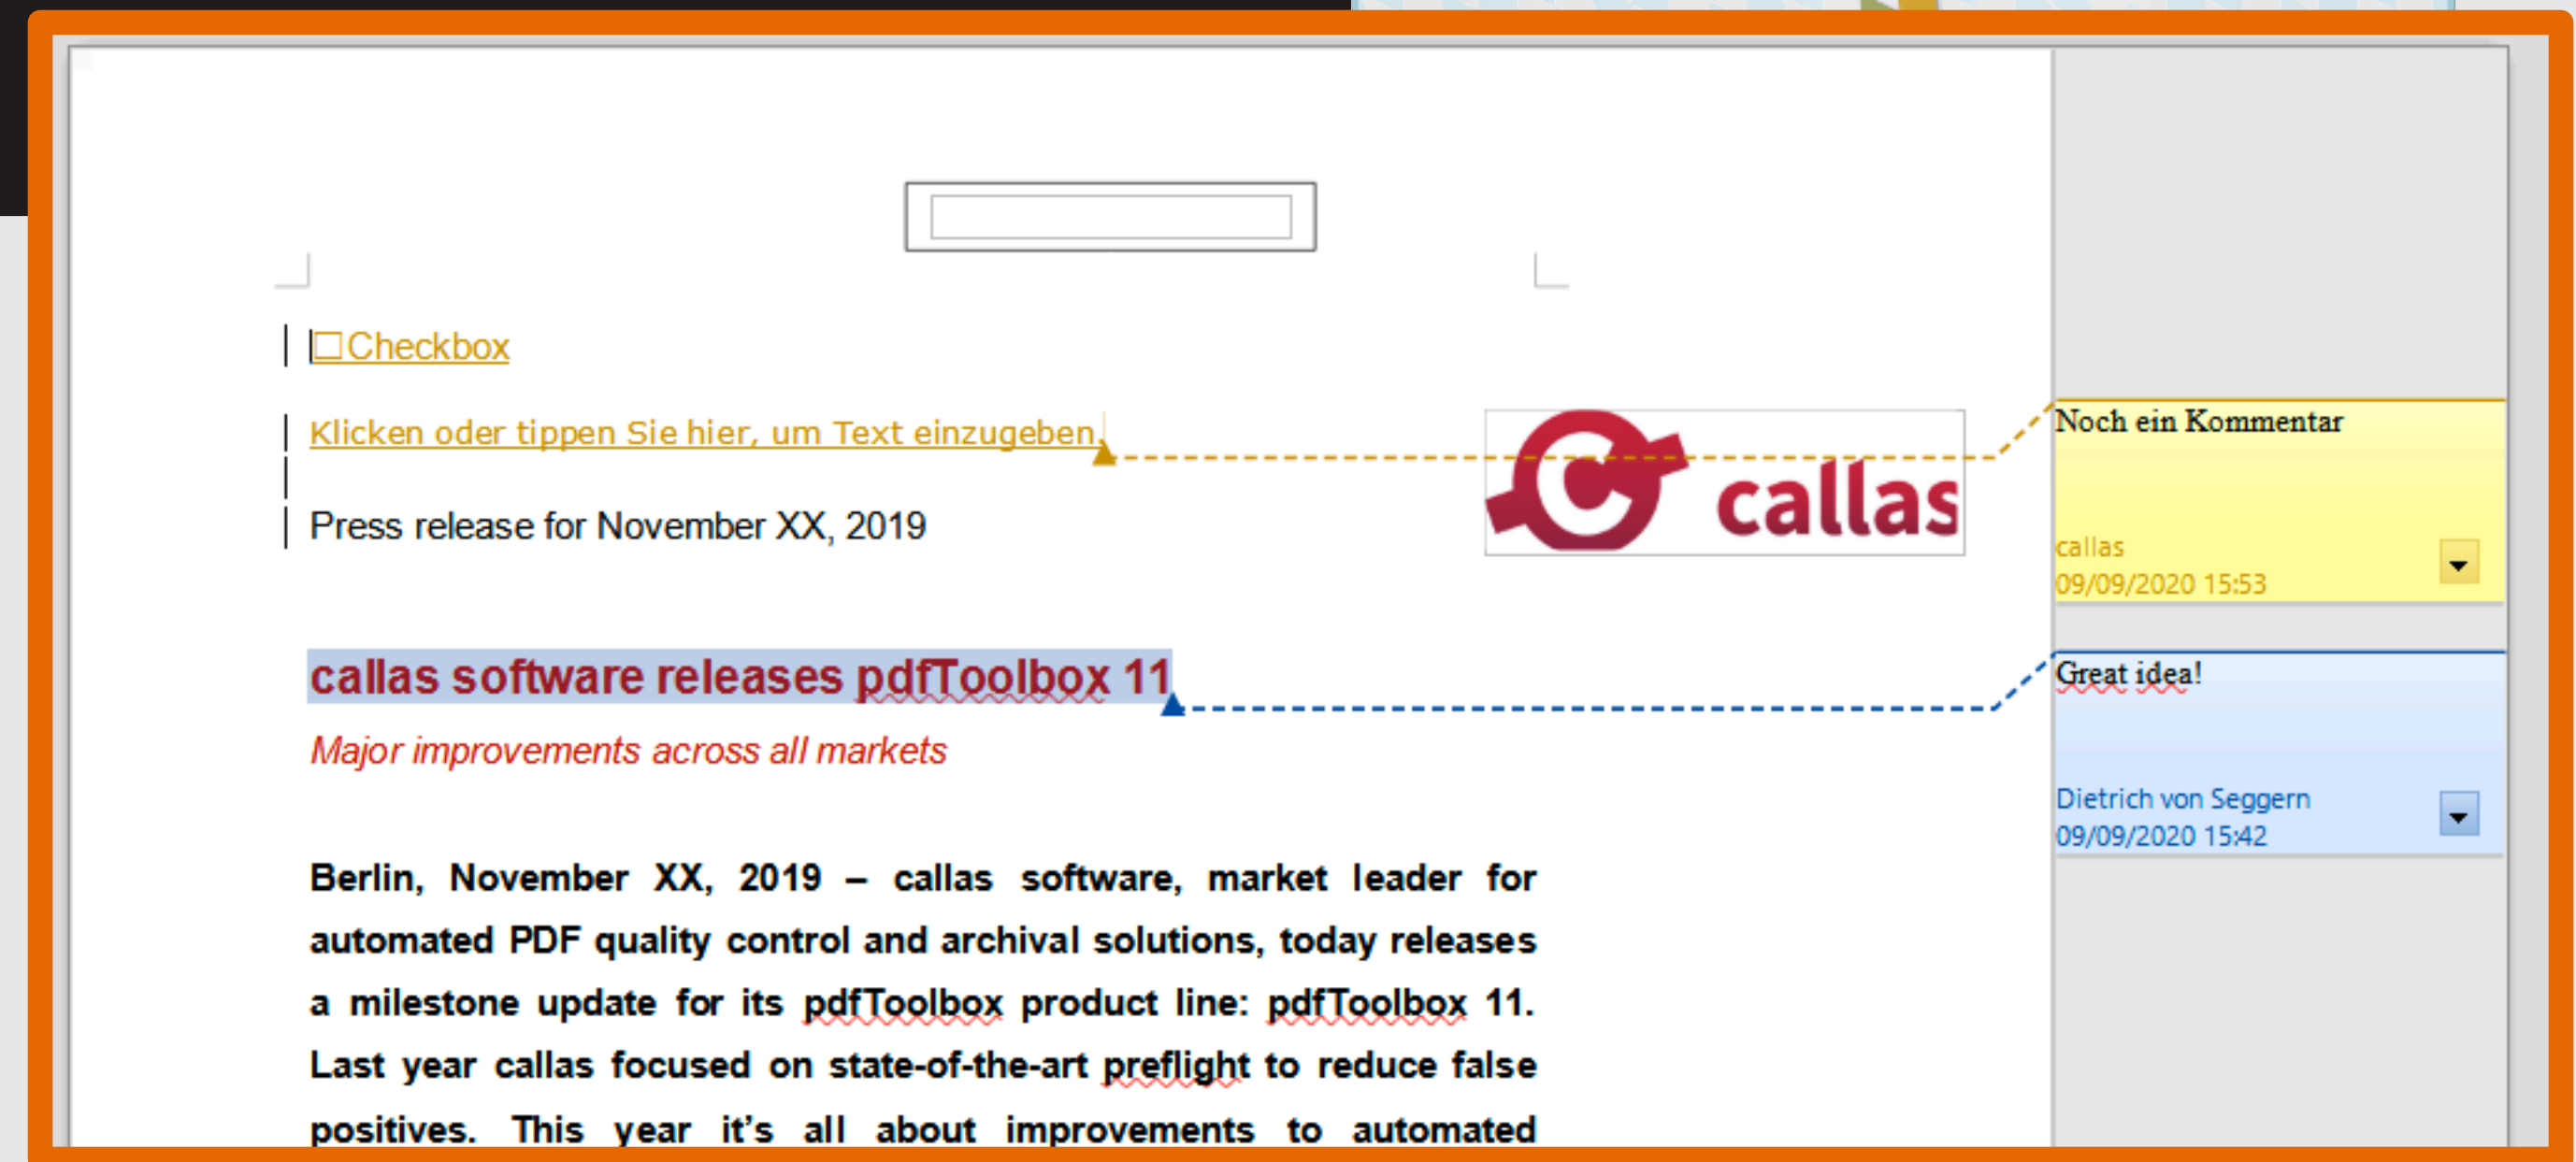 ☐Checkbox
Klicken oder tippen Sie hier, um Text einzugeben.
Press release for November XX, 2019
callas
callas software releases pdfToolbox 11
Major improvements across all markets
Berlin, November XX, 2019 – callas software, market leader for
automated PDF quality control and archival solutions, today releases
a milestone update for its pdfToolbox product line: pdfToolbox 11.
Last year callas focused on state-of-the-art preflight to reduce false
positives. This year it’s all about improvements to automated
Noch ein Kommentar
callas
09/09/2020 15:53
Great idea!
Dietrich von Seggern
09/09/2020 15:42